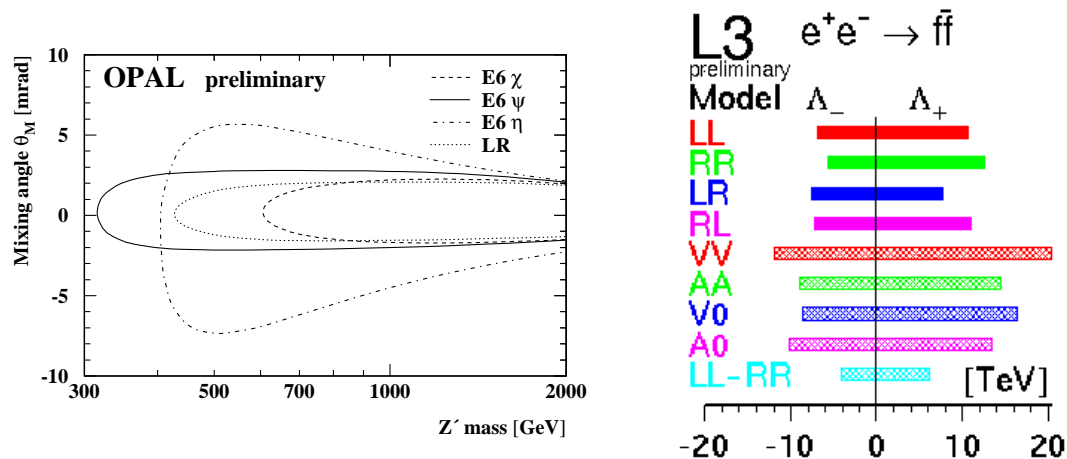 10
5
0
-5
-10
Mixing angle θ_M [mrad]
OPAL preliminary
E6 χ
E6 ψ
E6 η
LR
300 500 700 1000 2000
Z´ mass [GeV]
L3 e⁺e⁻ → ff̄
preliminary
Model Λ₋ Λ₊
LL
RR
LR
RL
VV
AA
V0
A0
LL-RR [TeV]
-20 -10 0 10 20